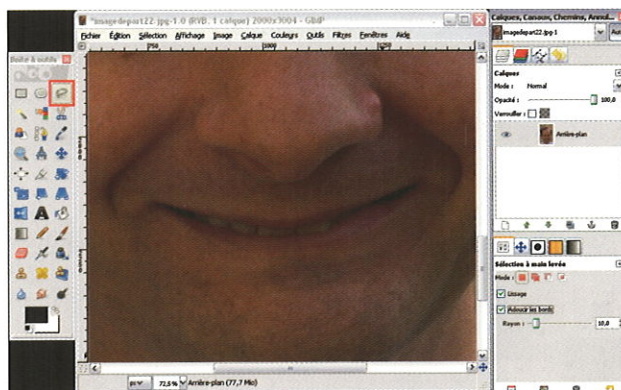 *imagedepart22.jpg-1.0 (RVB, 1 calque) 2000x3004 – GIMP
Fichier Édition Sélection Affichage Image Calque Couleurs Outils Filtres Fenêtres Aide
Boîte à outils
750 1000 1250
px 72,5 % Arrière-plan (77,7 Mio)
Calques, Canaux, Chemins, Annul...
imagedepart22.jpg-1
Calques
Mode : Normal
Opacité : 100,0
Verrouiller :
Arrière-plan
Sélection à main levée
Mode :
Lissage
Adoucir les bords
Rayon : 10,0